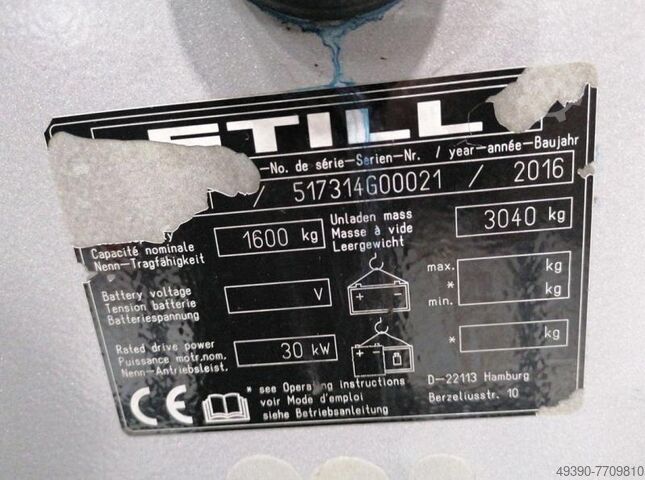 STILL
-No. de série-Serien-Nr. / year-année-Baujahr
/ 517314G00021 / 2016
Capacité nominale
Nenn-Tragfähigkeit
1600 kg
Unladen mass
Masse à vide
Leergewicht
3040 kg
Battery voltage
Tension batterie
Batteriespannung
V
max. kg
*
min. kg
Rated drive power
Puissance motr.nom.
Nenn-Antriebsleist.
30 kW
* kg
CE
* see Operating instructions
voir Mode d'emploi
siehe Betriebsanleitung
D-22113 Hamburg
Berzeliusstr. 10
49390-7709810